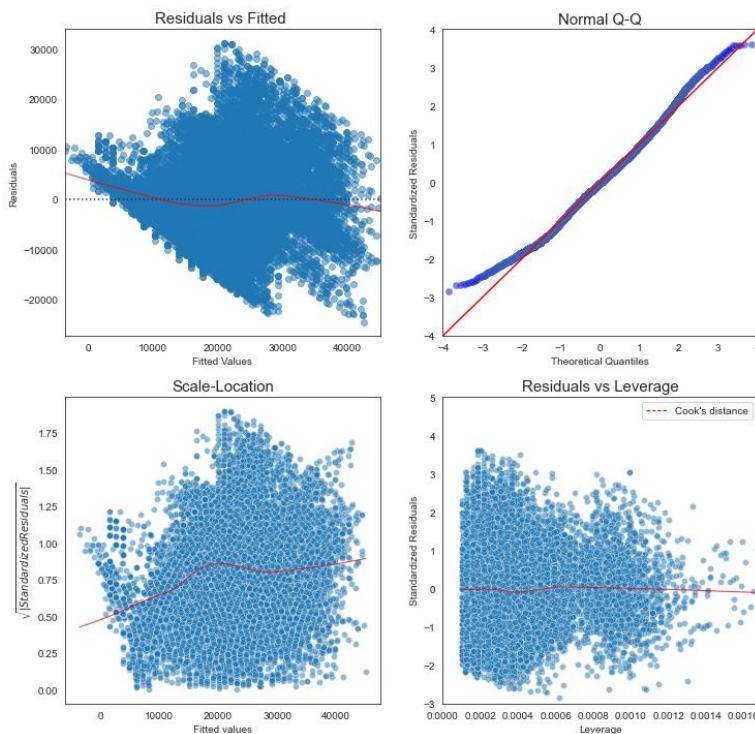 Residuals vs Fitted
30000
20000
10000
0
−10000
−20000
Residuals
0 10000 20000 30000 40000
Fitted Values
Normal Q-Q
4
3
2
1
0
−1
−2
−3
−4
Standardized Residuals
−4 −3 −2 −1 0 1 2 3
Theoretical Quantiles
Scale-Location
1.75
1.50
1.25
1.00
0.75
0.50
0.25
0.00
√|StandardizedResiduals|
0 10000 20000 30000 40000
Fitted values
Residuals vs Leverage
Cook's distance
5
4
3
2
1
0
−1
−2
−3
Standardized Residuals
0.0000 0.0002 0.0004 0.0006 0.0008 0.0010 0.0012 0.0014 0.0016
Leverage